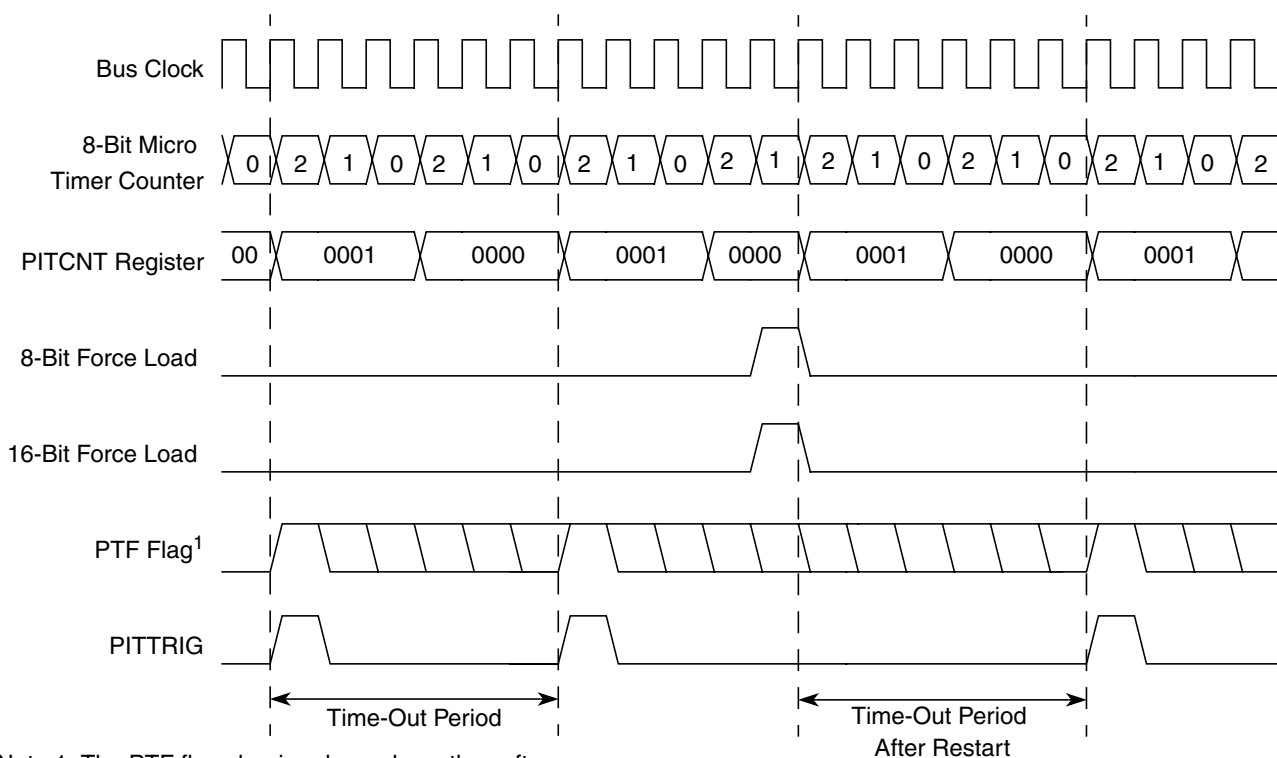 Bus Clock
8-Bit Micro
Timer Counter
0 2 1 0 2 1 0 2 1 0 2 1 2 1 0 2 1 0 2 1 0 2
PITCNT Register
00 0001 0000 0001 0000 0001 0000 0001
8-Bit Force Load
16-Bit Force Load
PTF Flag1
PITTRIG
Time-Out Period
Time-Out Period
After Restart